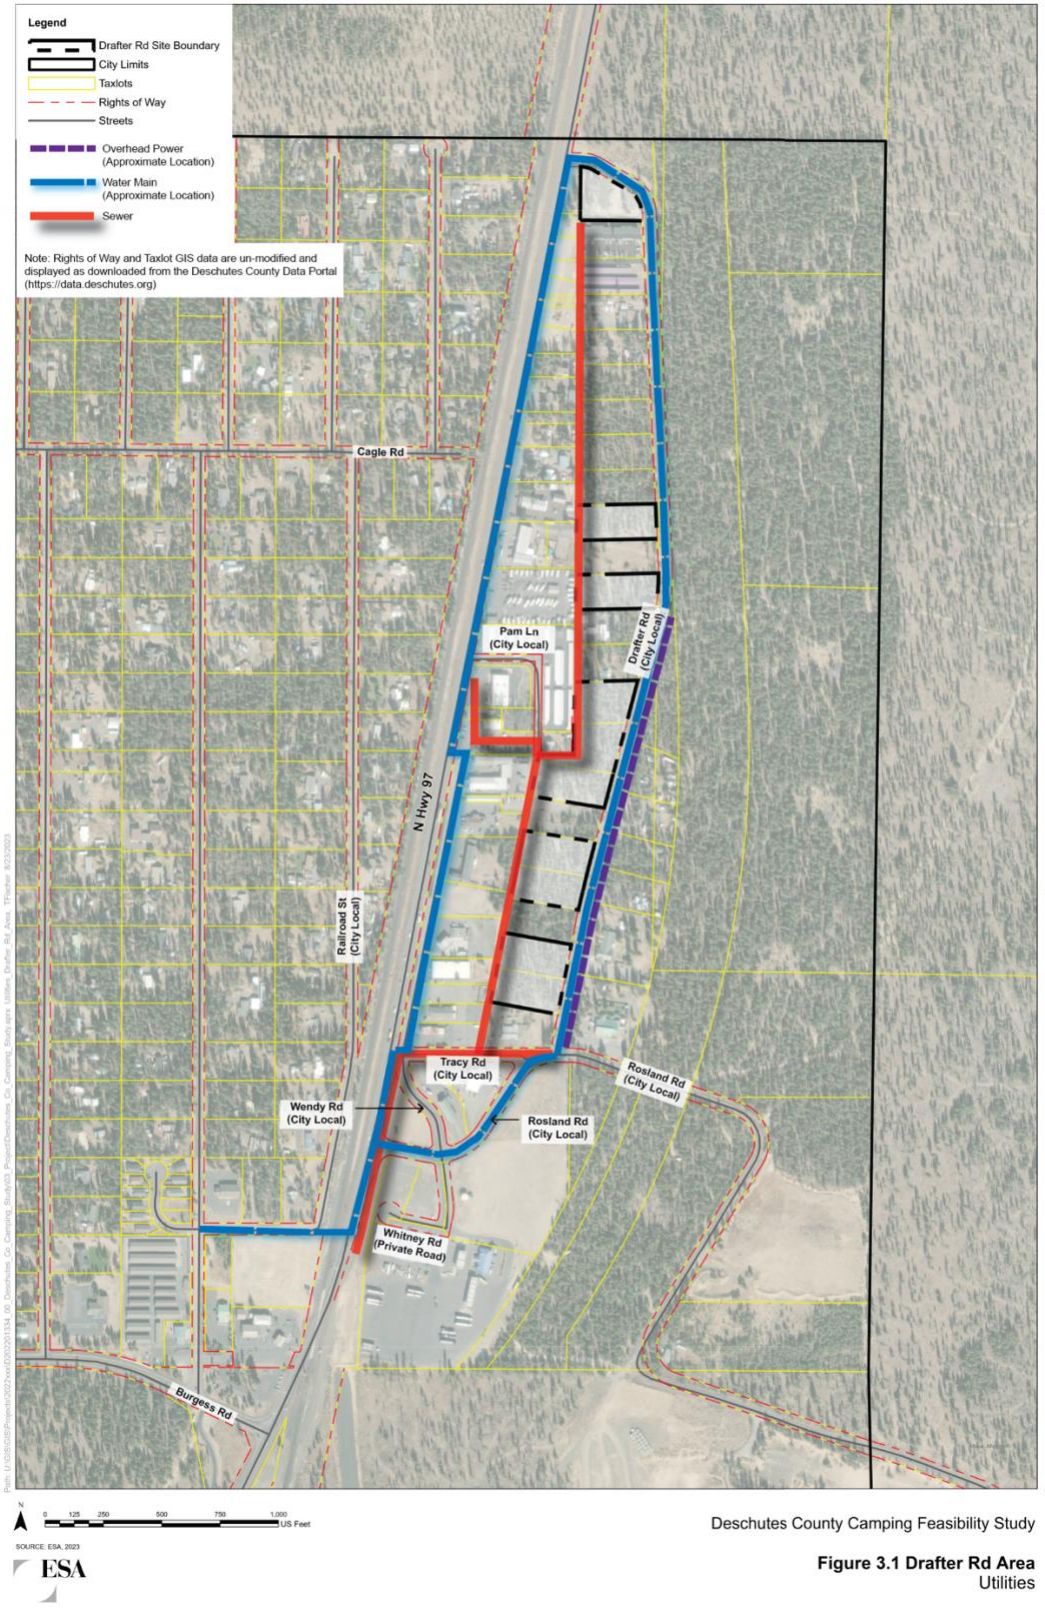 Legend
Drafter Rd Site Boundary
City Limits
Taxlots
Rights of Way
Streets
Overhead Power
(Approximate Location)
Water Main
(Approximate Location)
Sewer
Note: Rights of Way and Taxlot GIS data are un-modified and
displayed as downloaded from the Deschutes County Data Portal
(https://data.deschutes.org)
Cagle Rd
Pam Ln
(City Local)
Drafter Rd
(City Local)
N Hwy 97
Railroad St
(City Local)
Tracy Rd
(City Local)
Rosland Rd
(City Local)
Wendy Rd
(City Local)
Rosland Rd
(City Local)
Whitney Rd
(Private Road)
Burgess Rd
N
0 125 250 500 750 1,000
US Feet
SOURCE: ESA, 2023
ESA
Deschutes County Camping Feasibility Study
Figure 3.1 Drafter Rd Area
Utilities